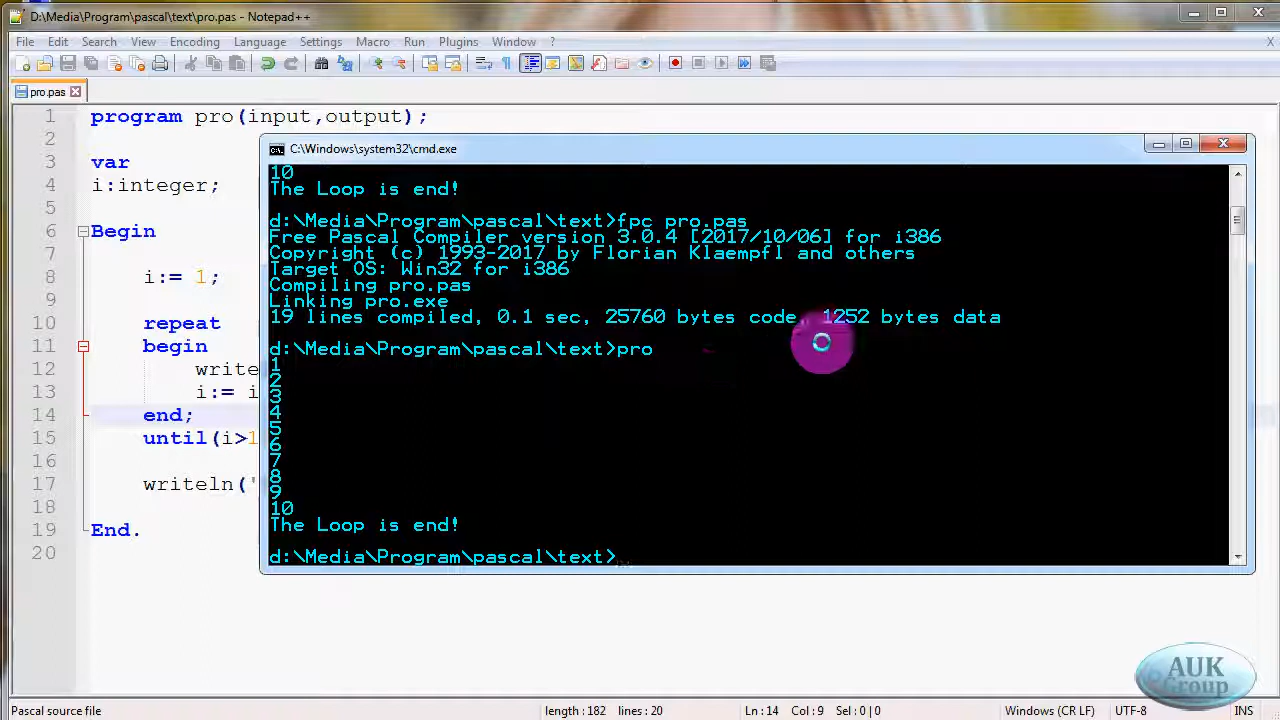 D:\Media\Program\pascal\text\pro.pas - Notepad++
File Edit Search View Encoding Language Settings Macro Run Plugins Window ?
X
pro.pas
1 program pro(input,output);
2
3 var
4 i:integer;
5
6 Begin
7
8 i:= 1;
9
10 repeat
11 begin
12 write
13 i:= i
14 end;
15 until(i>1
16
17 writeln('
18
19 End.
20
C:\Windows\system32\cmd.exe
10
The Loop is end!
d:\Media\Program\pascal\text>fpc pro.pas
Free Pascal Compiler version 3.0.4 [2017/10/06] for i386
Copyright (c) 1993-2017 by Florian Klaempfl and others
Target OS: Win32 for i386
Compiling pro.pas
Linking pro.exe
19 lines compiled, 0.1 sec, 25760 bytes code, 1252 bytes data
d:\Media\Program\pascal\text>pro
1
2
3
4
5
6
7
8
9
10
The Loop is end!
d:\Media\Program\pascal\text>
AUK
Group
Pascal source file length : 182 lines : 20 Ln : 14 Col : 9 Sel : 0 | 0 Windows (CR LF) UTF-8 INS